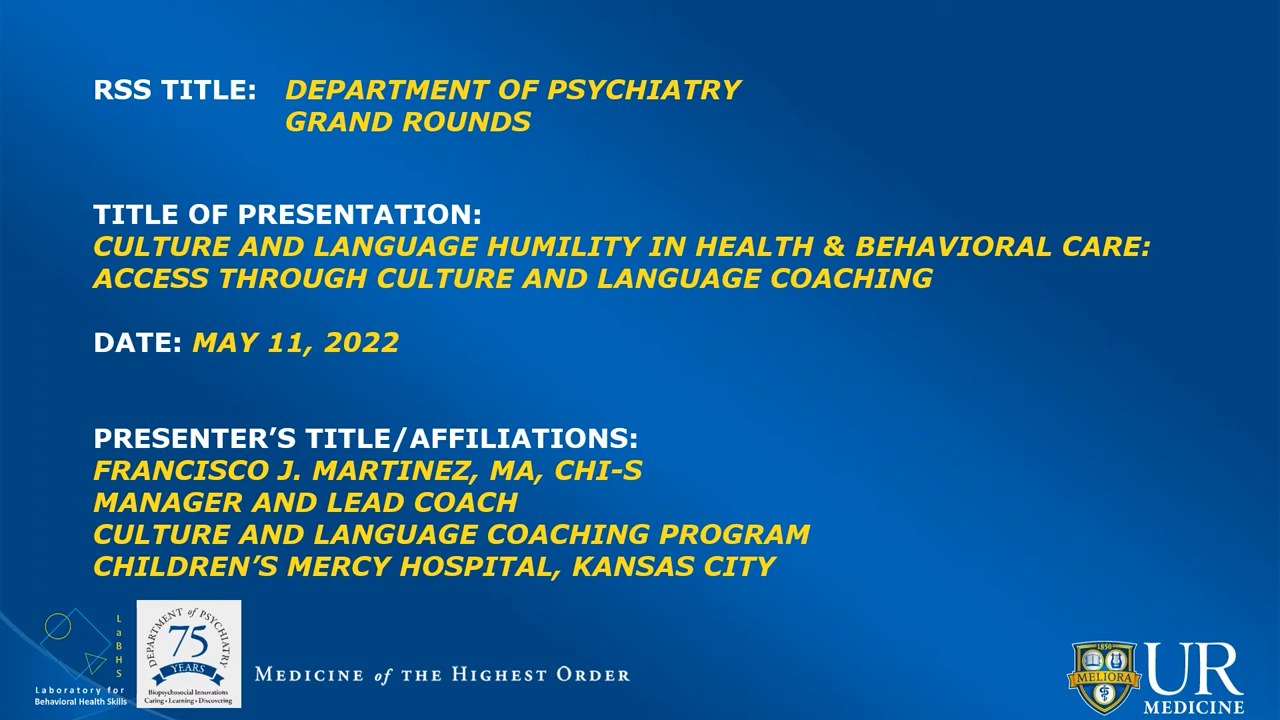 RSS TITLE: DEPARTMENT OF PSYCHIATRY
GRAND ROUNDS
TITLE OF PRESENTATION:
CULTURE AND LANGUAGE HUMILITY IN HEALTH & BEHAVIORAL CARE:
ACCESS THROUGH CULTURE AND LANGUAGE COACHING
DATE: MAY 11, 2022
PRESENTER’S TITLE/AFFILIATIONS:
FRANCISCO J. MARTINEZ, MA, CHI-S
MANAGER AND LEAD COACH
CULTURE AND LANGUAGE COACHING PROGRAM
CHILDREN’S MERCY HOSPITAL, KANSAS CITY
LaBHS
Laboratory for
Behavioral Health Skills
DEPARTMENT of PSYCHIATRY
75
YEARS
Biopsychosocial Innovations
Caring • Learning • Discovering
MEDICINE of THE HIGHEST ORDER
1850
MELIORA
UR
MEDICINE